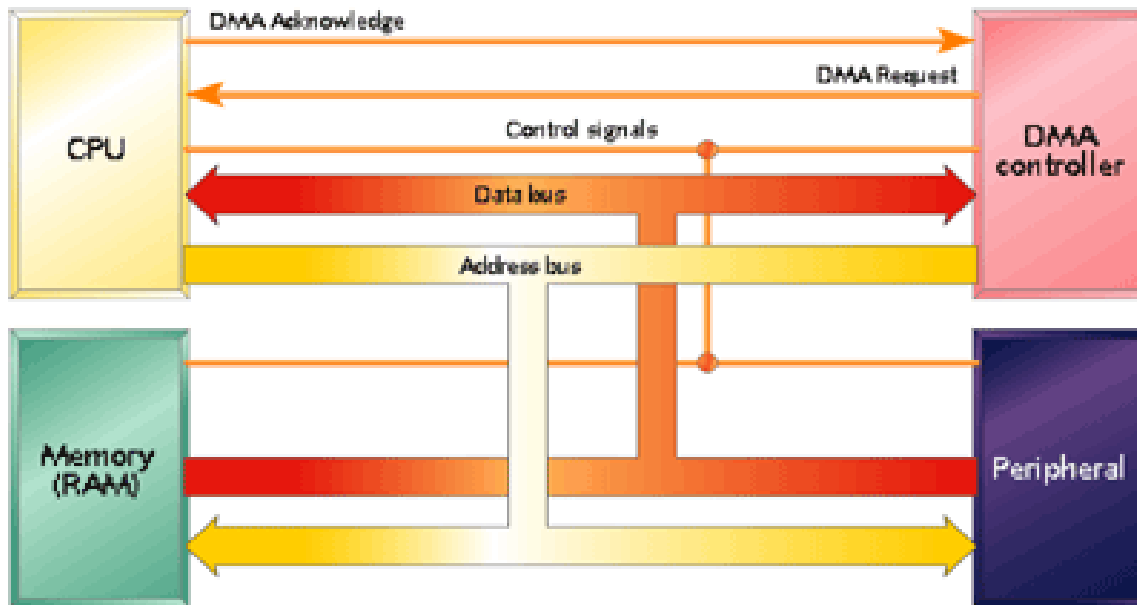 DMA Acknowledge
DMA Request
CPU
Control signals
DMA
controller
Data bus
Address bus
Memory
(RAM)
Peripheral